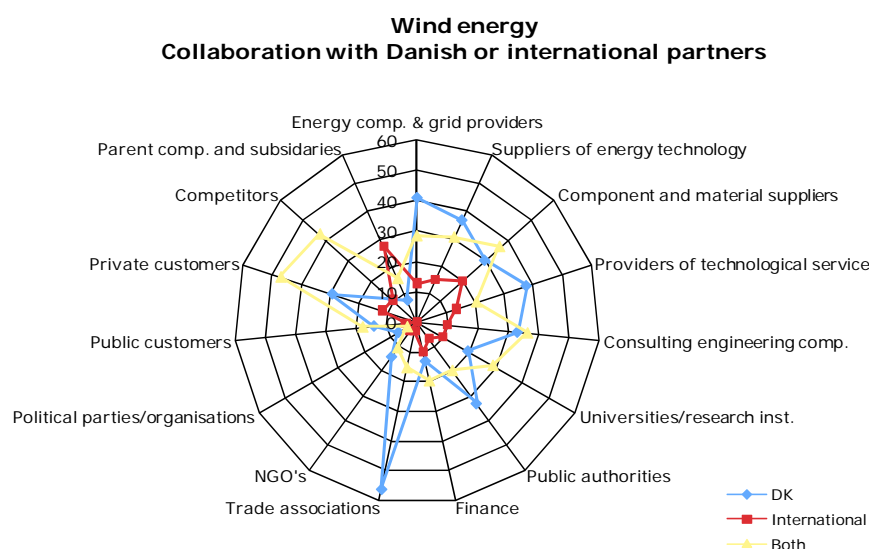 Wind energy
Collaboration with Danish or international partners
Energy comp. & grid providers
Suppliers of energy technology
Component and material suppliers
Providers of technological service
Consulting engineering comp.
Universities/research inst.
Public authorities
Finance
Trade associations
NGO's
Political parties/organisations
Public customers
Private customers
Competitors
Parent comp. and subsidaries
60
50
40
30
20
10
0
DK
International
Both